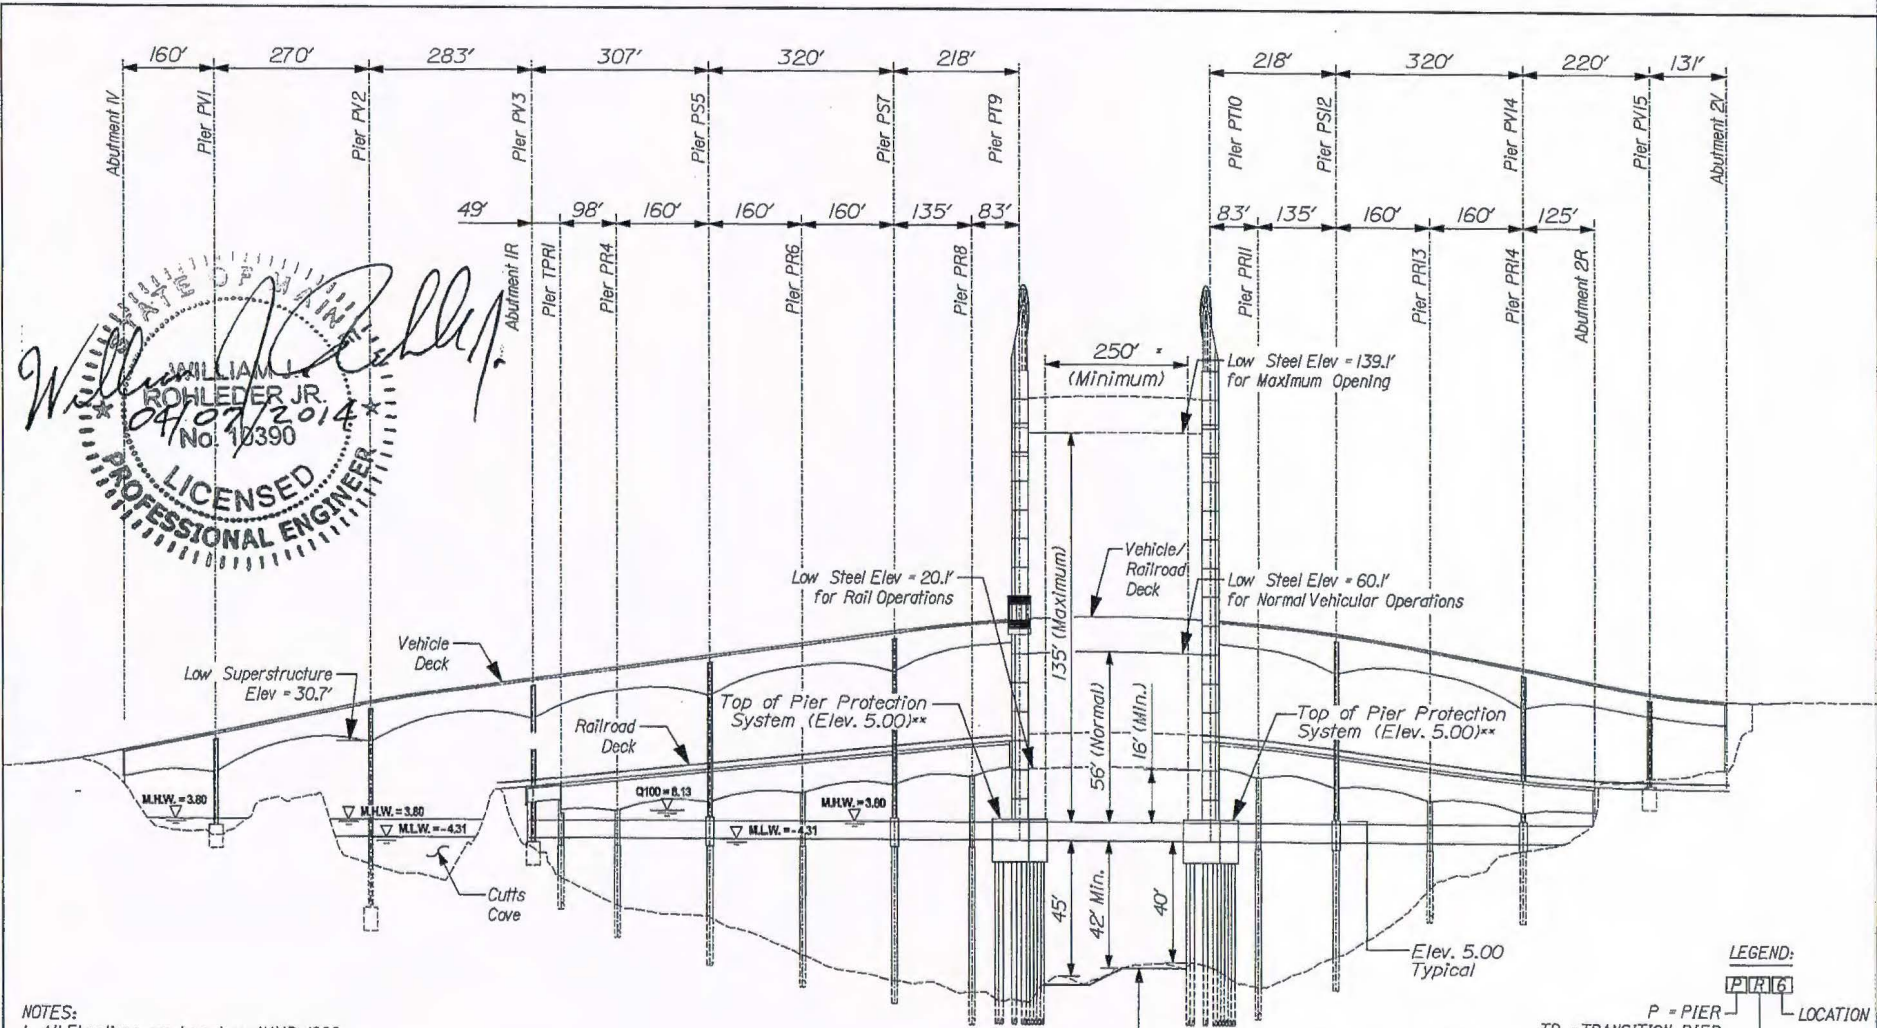 160' 270' 283' 307' 320' 218' 218' 320' 220' 131'
Abutment 1V
Pier PV1
Pier PV2
Pier PV3
Pier PS5
Pier PS7
Pier PT9
Pier PT10
Pier PS12
Pier PV14
Pier PV15
Abutment 2V
49' 98' 160' 160' 160' 135' 83' 83' 135' 160' 160' 125'
Abutment 1R
Pier TPR1
Pier PR4
Pier PR6
Pier PR8
Pier PR11
Pier PR13
Pier PR14
Abutment 2R
STATE OF MAINE
WILLIAM J.
ROHLEDER JR.
04/07/2014
No. 10390
LICENSED
PROFESSIONAL ENGINEER
250' *
(Minimum)
Low Steel Elev = 139.1'
for Maximum Opening
135' (Maximum)
Vehicle/
Railroad
Deck
Low Steel Elev = 20.1'
for Rail Operations
Low Steel Elev = 60.1'
for Normal Vehicular Operations
Vehicle
Deck
Low Superstructure
Elev = 30.7'
Railroad
Deck
Top of Pier Protection
System (Elev. 5.00)**
56' (Normal)
16' (Min.)
Top of Pier Protection
System (Elev. 5.00)**
M.H.W. = 3.80
M.H.W. = 3.80
M.L.W. = -4.31
Q100 = 8.13
M.H.W. = 3.80
M.L.W. = -4.31
Cutts
Cove
45'
42' Min.
40'
Elev. 5.00
Typical
LEGEND:
P R 6
P = PIER
LOCATION
NOTES: